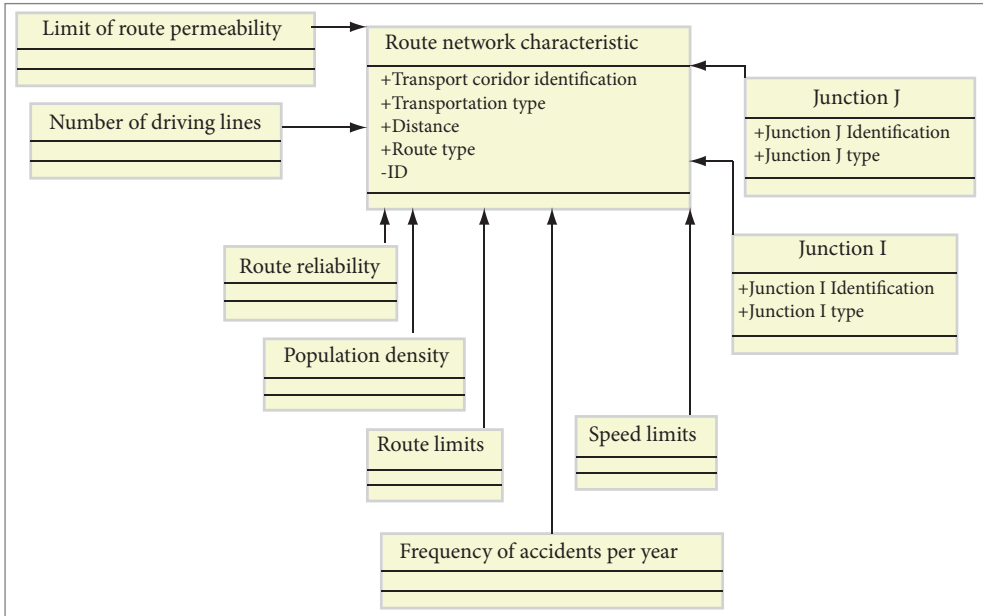 Limit of route permeability
Route network characteristic
+Transport coridor identification
+Transportation type
+Distance
+Route type
-ID
Number of driving lines
Junction J
+Junction J Identification
+Junction J type
Junction I
+Junction I Identification
+Junction I type
Route reliability
Population density
Route limits
Speed limits
Frequency of accidents per year